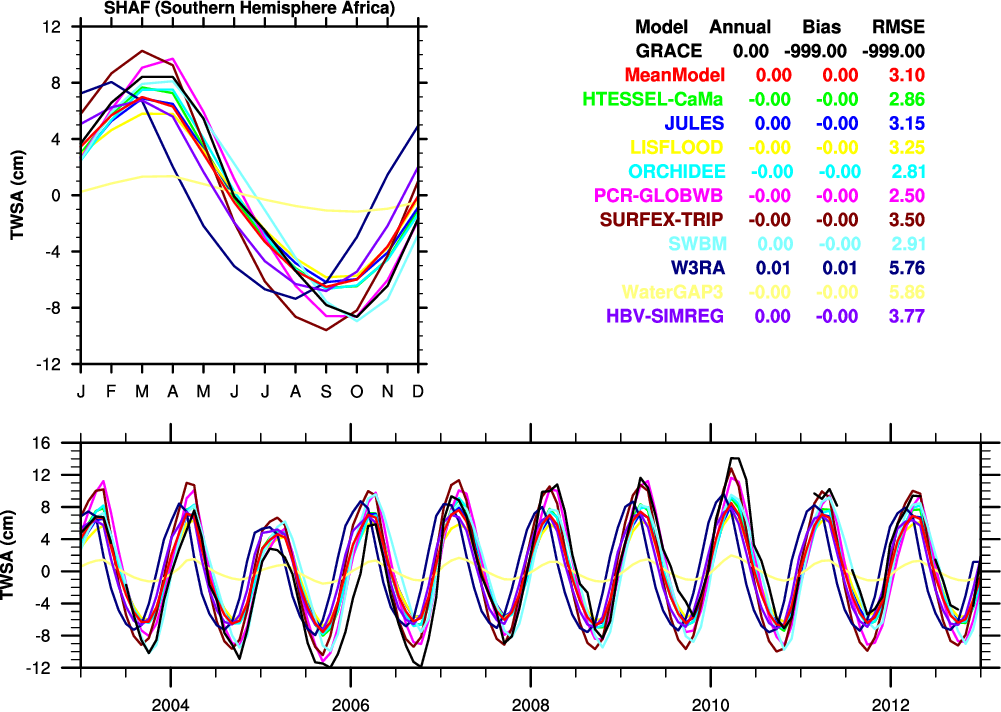 SHAF (Southern Hemisphere Africa)
Model Annual Bias RMSE
GRACE 0.00 -999.00 -999.00
MeanModel 0.00 0.00 3.10
HTESSEL-CaMa -0.00 -0.00 2.86
JULES 0.00 -0.00 3.15
LISFLOOD -0.00 -0.00 3.25
ORCHIDEE -0.00 -0.00 2.81
PCR-GLOBWB -0.00 -0.00 2.50
SURFEX-TRIP -0.00 -0.00 3.50
SWBM 0.00 -0.00 2.91
W3RA 0.01 0.01 5.76
WaterGAP3 -0.00 -0.00 5.86
HBV-SIMREG 0.00 -0.00 3.77
TWSA (cm)
12
8
4
0
-4
-8
-12
J F M A M J J A S O N D
TWSA (cm)
16
12
8
4
0
-4
-8
-12
2004 2006 2008 2010 2012